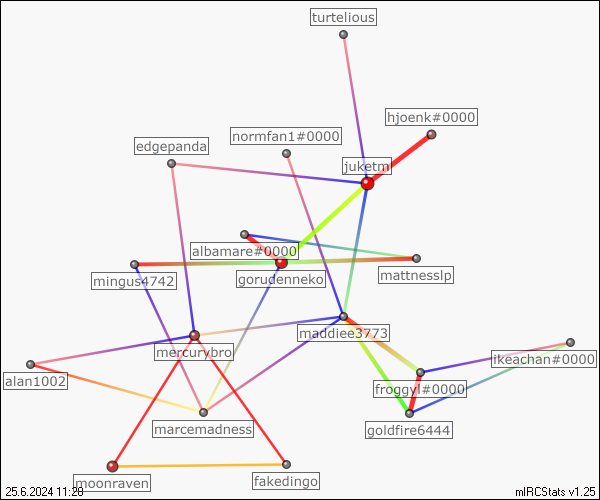 turtelious
hjoenk#0000
normfan1#0000
edgepanda
juketm
albamare#0000
mattnesslp
mingus4742
gorudenneko
maddiee3773
mercurybro
ikeachan#0000
alan1002
froggyl#0000
marcemadness
goldfire6444
moonraven
fakedingo
25.6.2024 11:28
mIRCStats v1.25